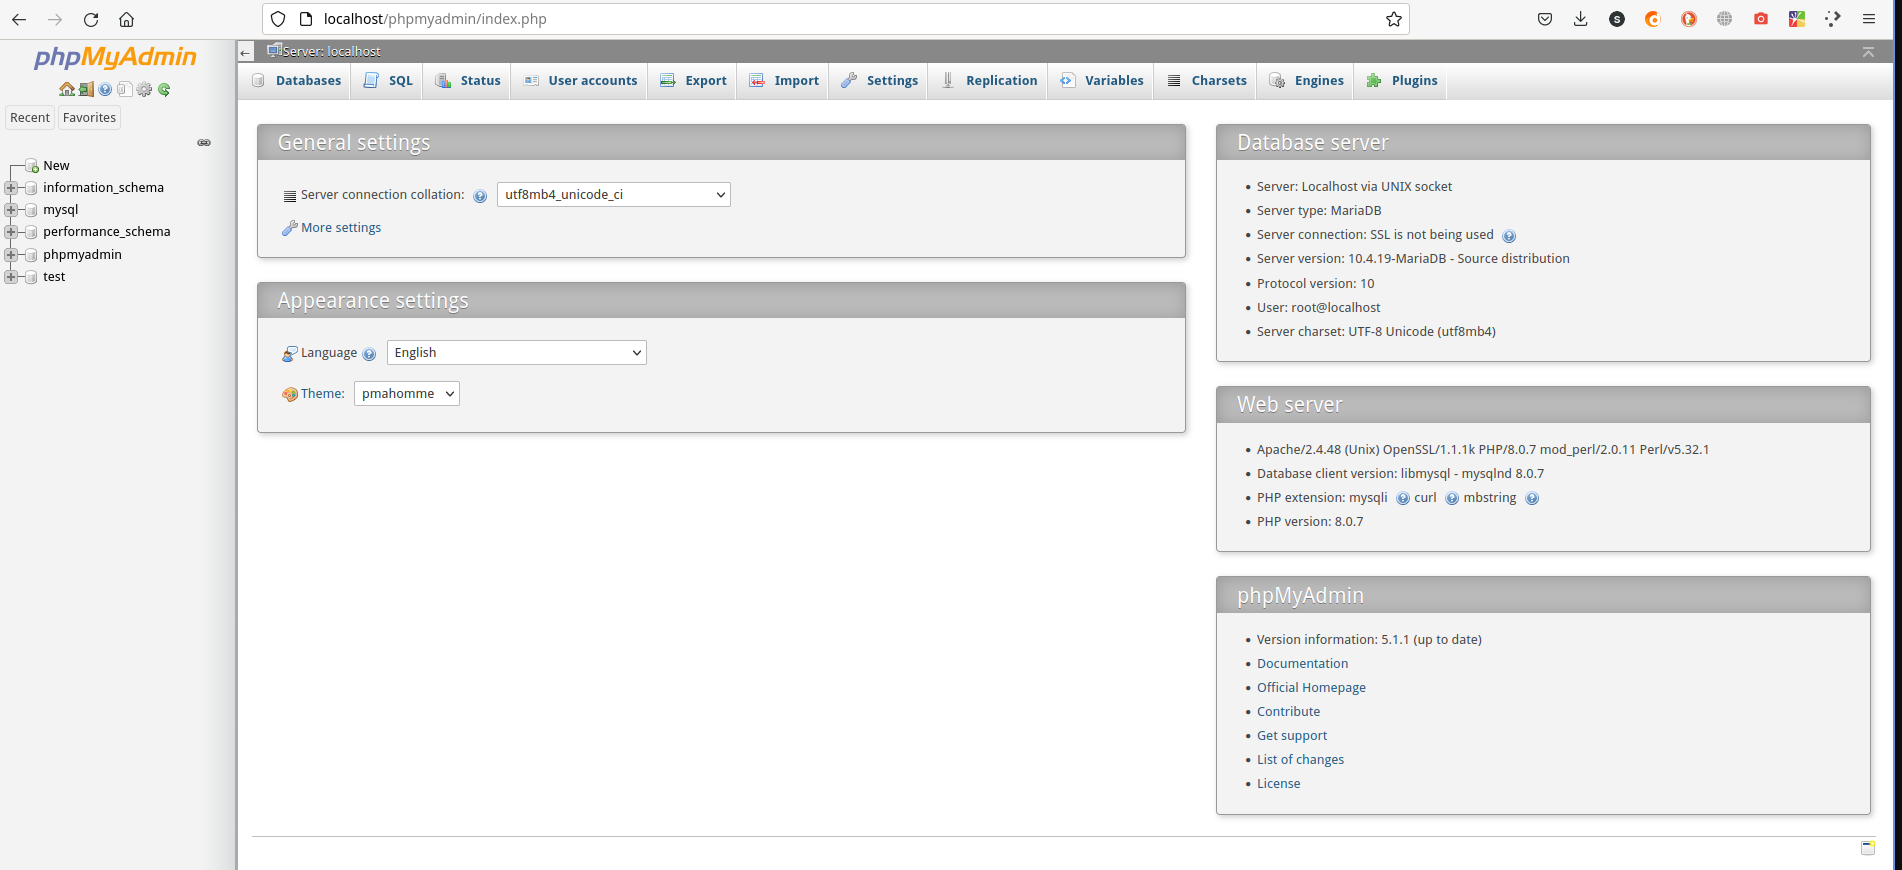 localhost/phpmyadmin/index.php
phpMyAdmin
Recent
Favorites
New
information_schema
mysql
performance_schema
phpmyadmin
test
Server: localhost
Databases
SQL
Status
User accounts
Export
Import
Settings
Replication
Variables
Charsets
Engines
Plugins
General settings
Server connection collation:
utf8mb4_unicode_ci
More settings
Appearance settings
Language
English
Theme:
pmahomme
Database server
Server: Localhost via UNIX socket
Server type: MariaDB
Server connection: SSL is not being used
Server version: 10.4.19-MariaDB - Source distribution
Protocol version: 10
User: root@localhost
Server charset: UTF-8 Unicode (utf8mb4)
Web server
Apache/2.4.48 (Unix) OpenSSL/1.1.1k PHP/8.0.7 mod_perl/2.0.11 Perl/v5.32.1
Database client version: libmysql - mysqlnd 8.0.7
PHP extension: mysqli curl mbstring
PHP version: 8.0.7
phpMyAdmin
Version information: 5.1.1 (up to date)
Documentation
Official Homepage
Contribute
Get support
List of changes
License